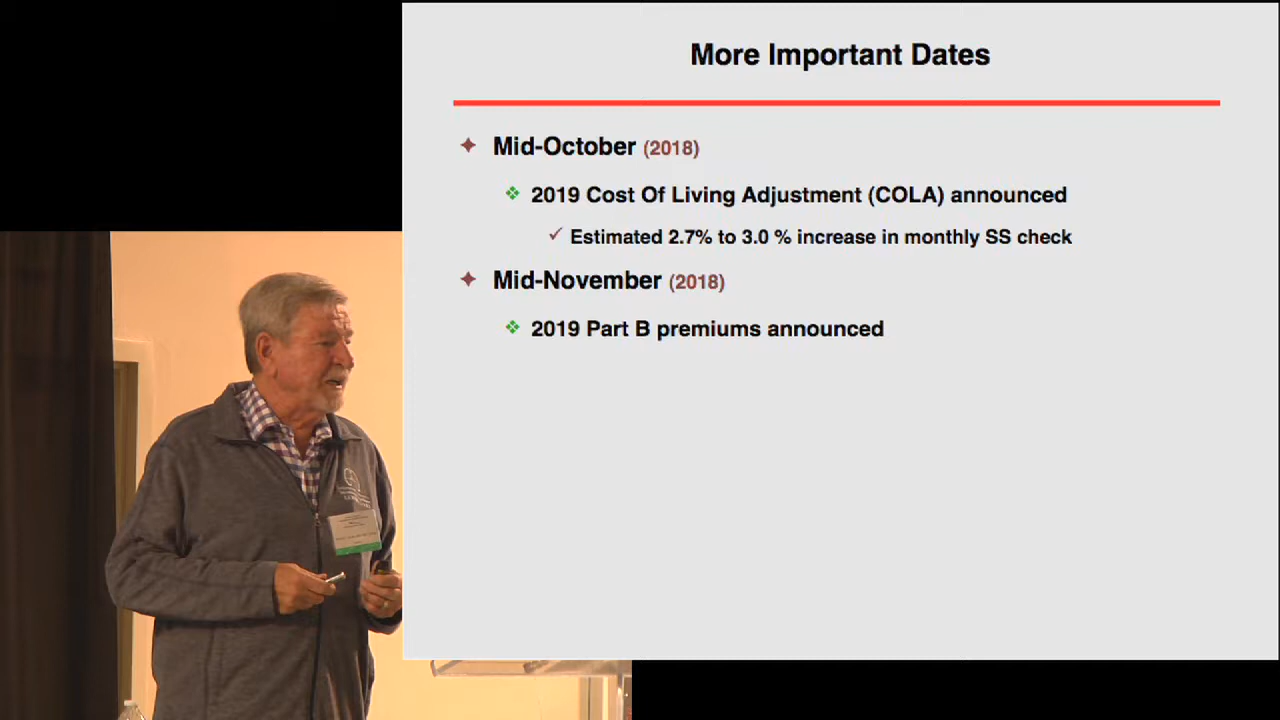 More Important Dates
Mid-October (2018)
2019 Cost Of Living Adjustment (COLA) announced
Estimated 2.7% to 3.0 % increase in monthly SS check
Mid-November (2018)
2019 Part B premiums announced